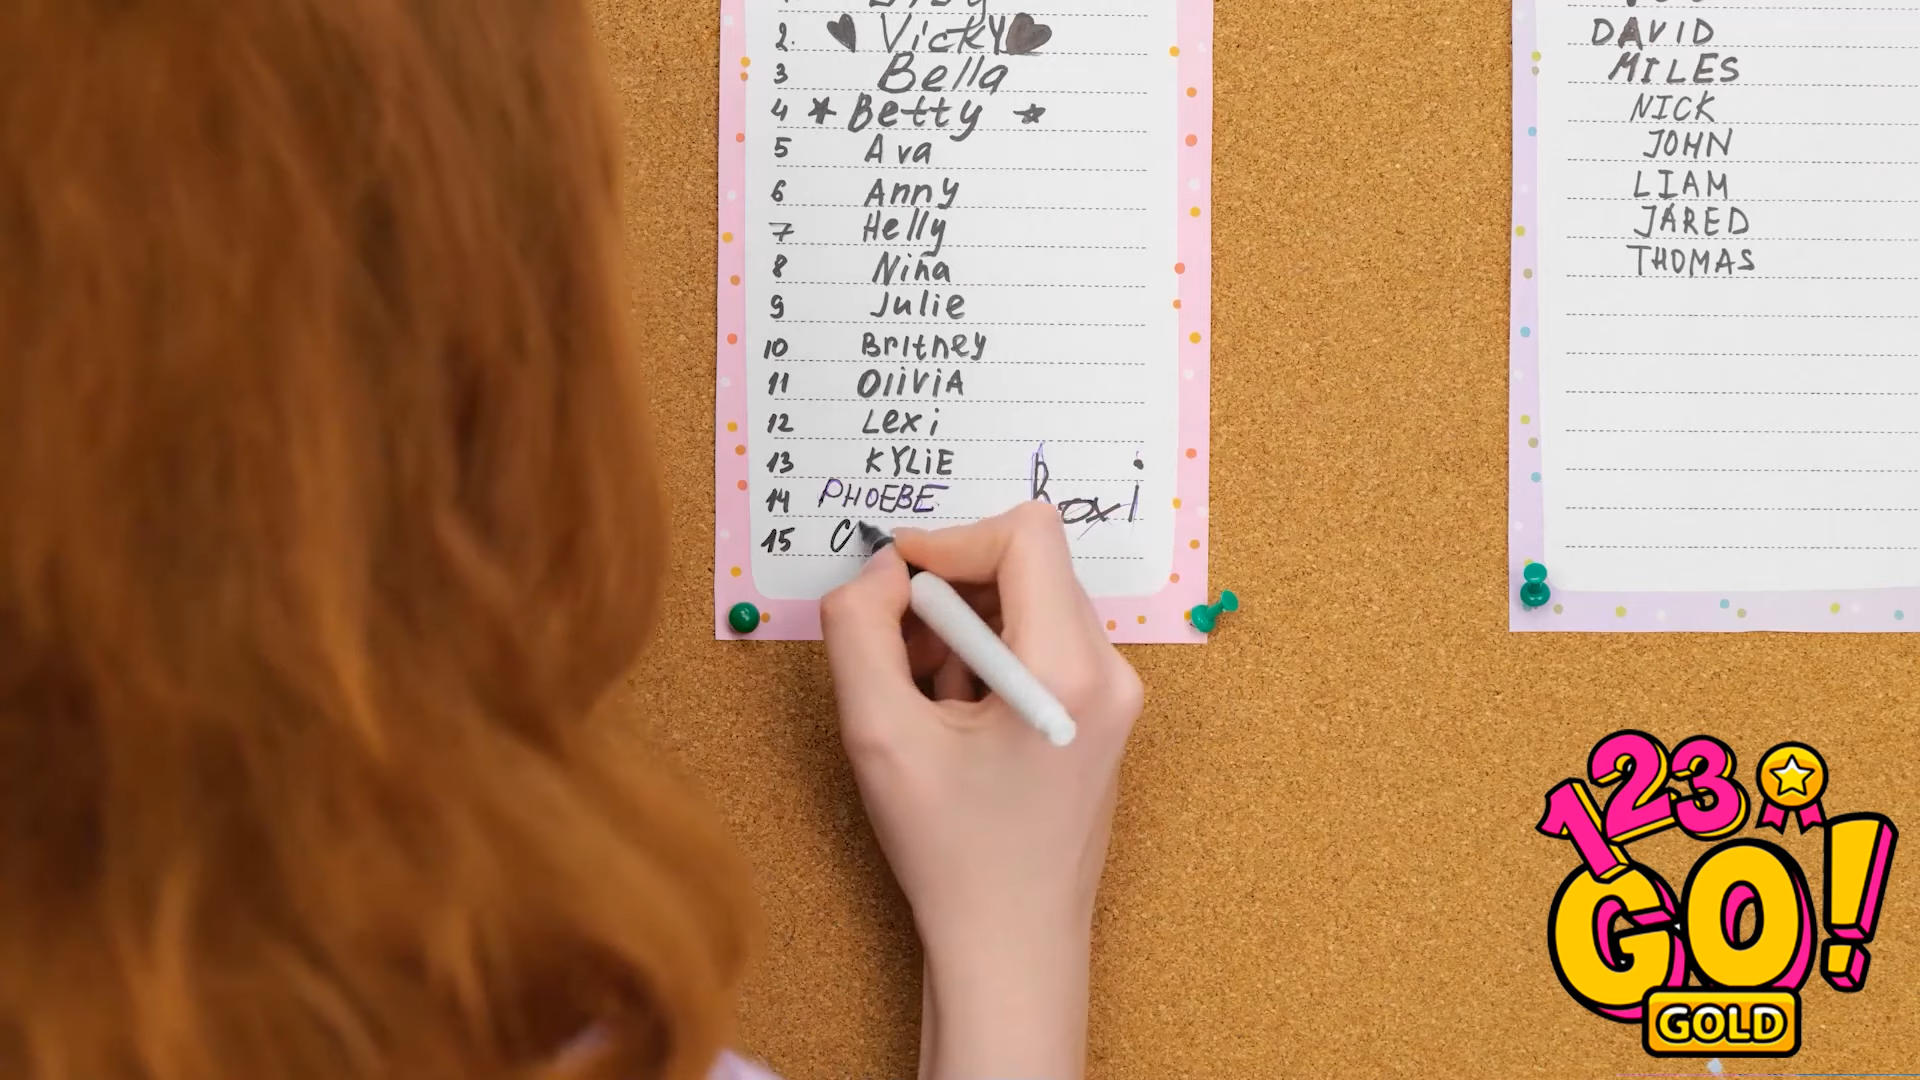 2. Vicky
3 Bella
4 * Betty *
5 Ava
6 Anny
7 Helly
8 Nina
9 Julie
10 Britney
11 OliViA
12 Lexi
13 KYLiE
14 PHOEBE
15 C
Roxi
DAVID
MILES
NICK
JOHN
LIAM
JARED
THOMAS
123
GO!
GOLD